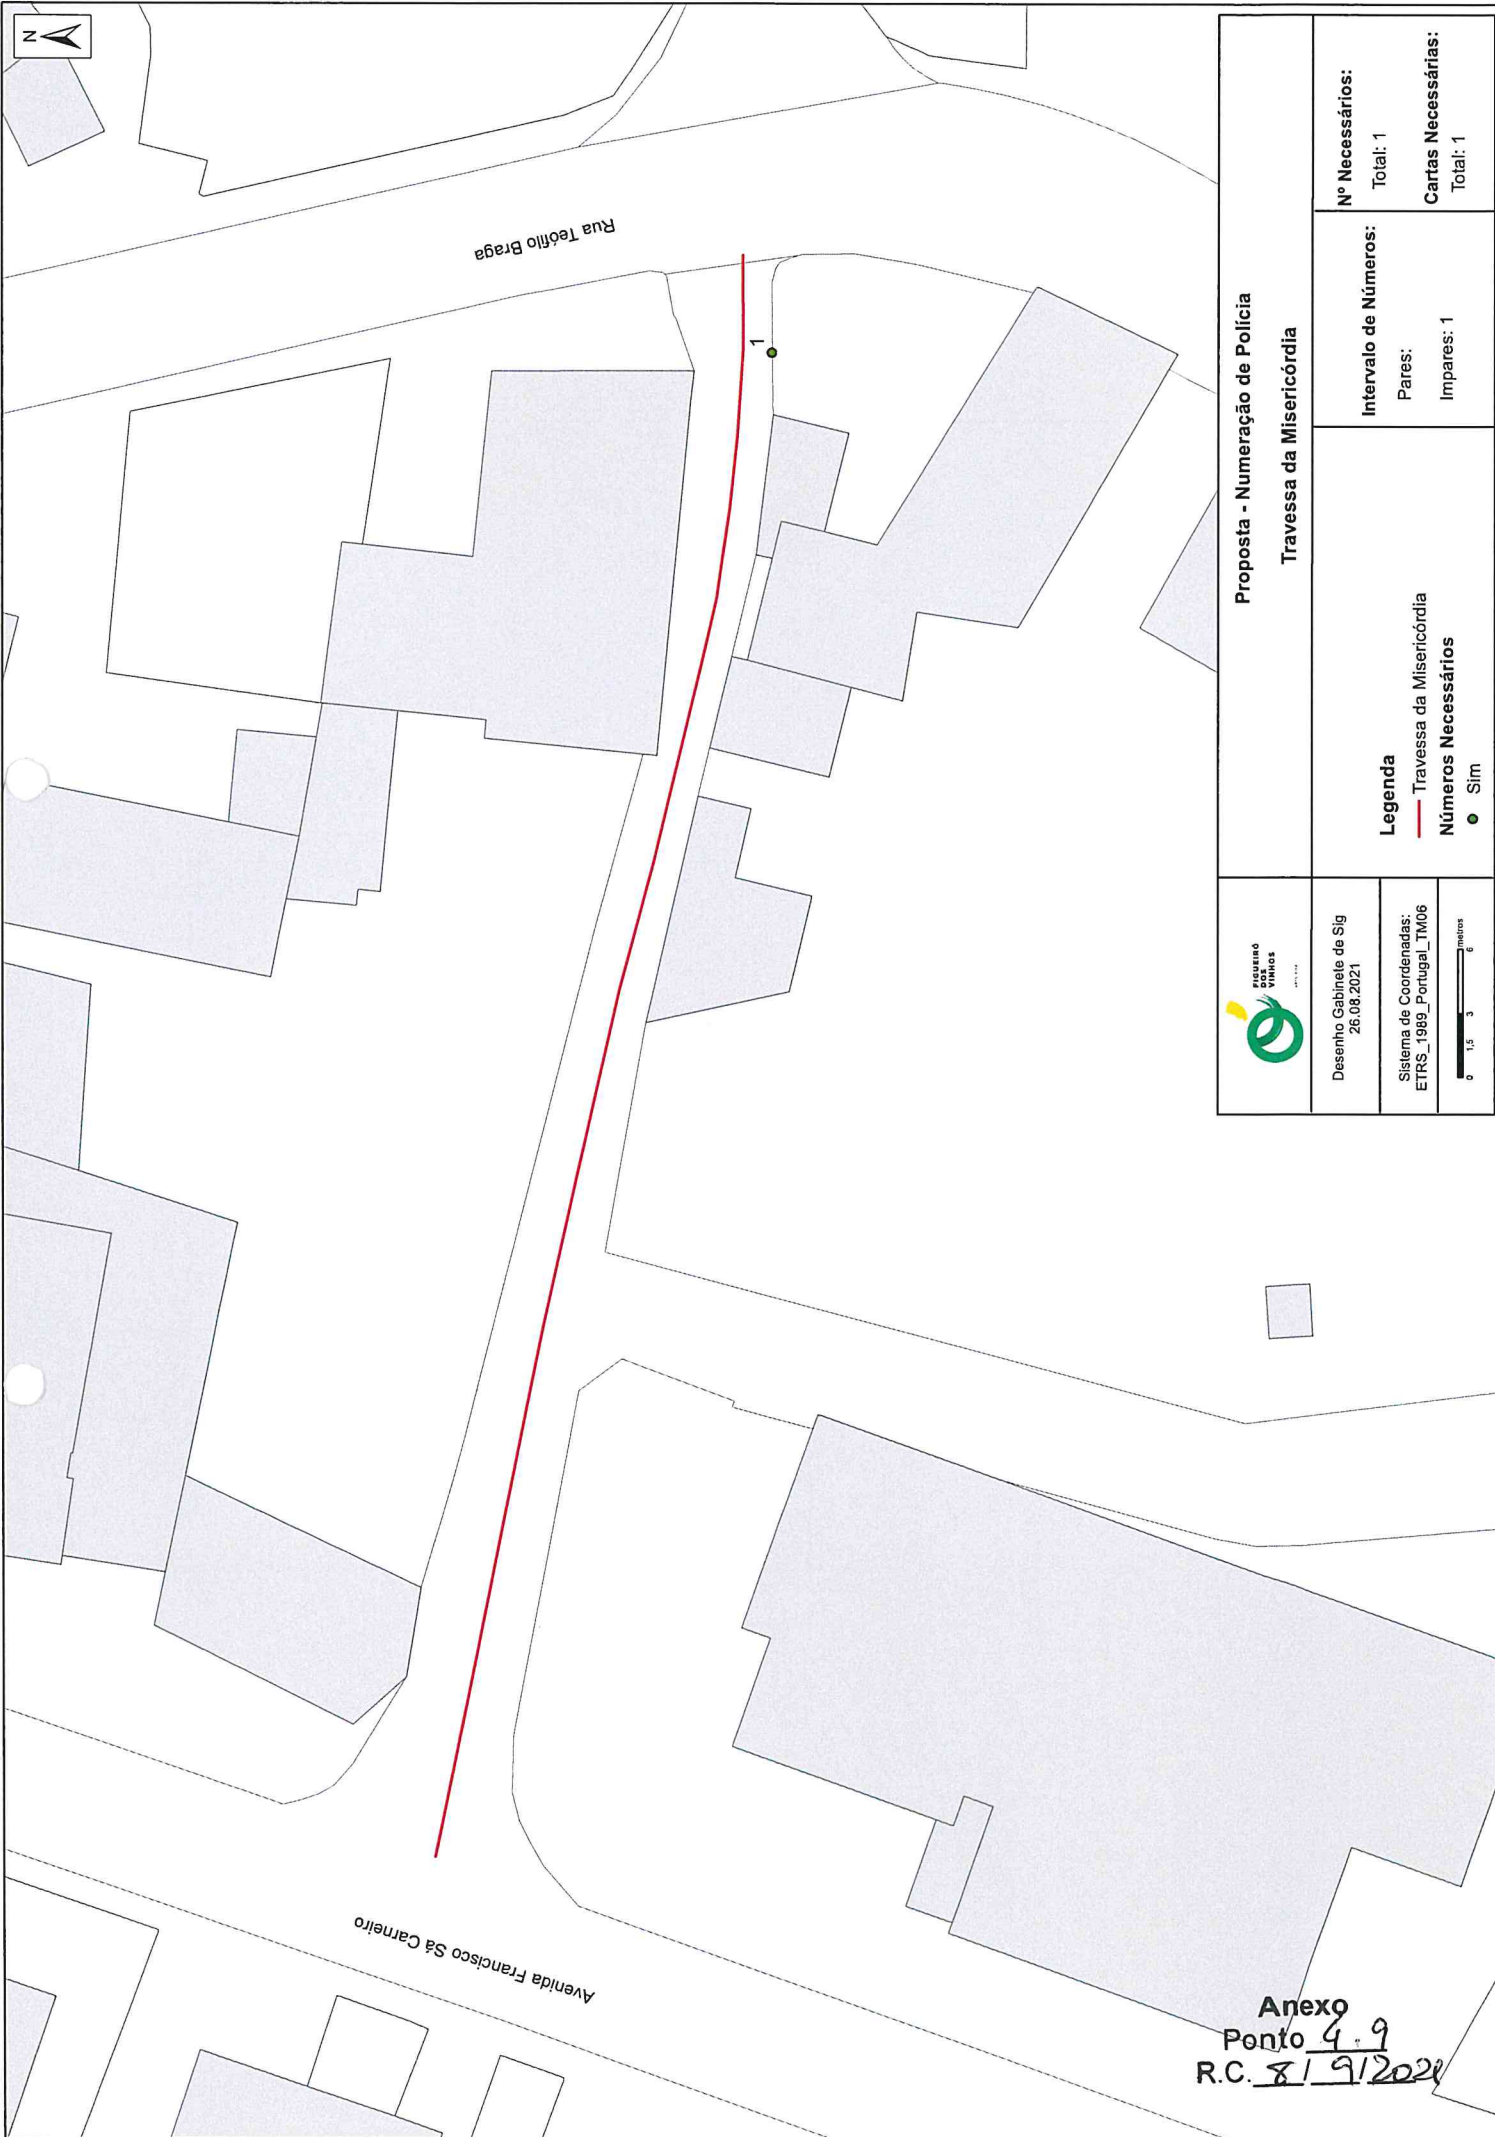 N
Rua Teófilo Braga
1
Avenida Francisco Sá Carneiro
FIGUEIRÓ
DOS
VINHOS
Proposta - Numeração de Polícia
Travessa da Misericórdia
Desenho Gabinete de Sig
26.08.2021
Sistema de Coordenadas:
ETRS_1989_Portugal_TM06
0 1,5 3 6
metros
Legenda
Travessa da Misericórdia
Números Necessários
Sim
Intervalo de Números:
Pares:
Impares: 1
Nº Necessários:
Total: 1
Cartas Necessárias:
Total: 1
Anexo
Ponto 4.9
R.C. 8/9/2021